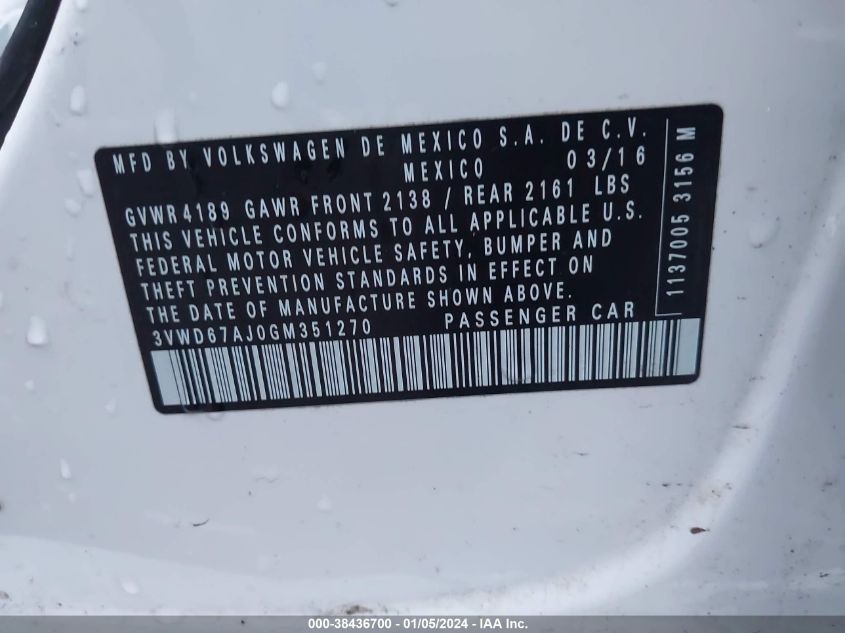 MFD BY VOLKSWAGEN DE MEXICO S.A. DE C.V.
MEXICO 03/16
GVWR4189 GAWR FRONT 2138 / REAR 2161 LBS
THIS VEHICLE CONFORMS TO ALL APPLICABLE U.S.
FEDERAL MOTOR VEHICLE SAFETY, BUMPER AND
THEFT PREVENTION STANDARDS IN EFFECT ON
THE DATE OF MANUFACTURE SHOWN ABOVE.
3VWD67AJ0GM351270 PASSENGER CAR
1137005 3156 M
000-38436700 - 01/05/2024 - IAA Inc.